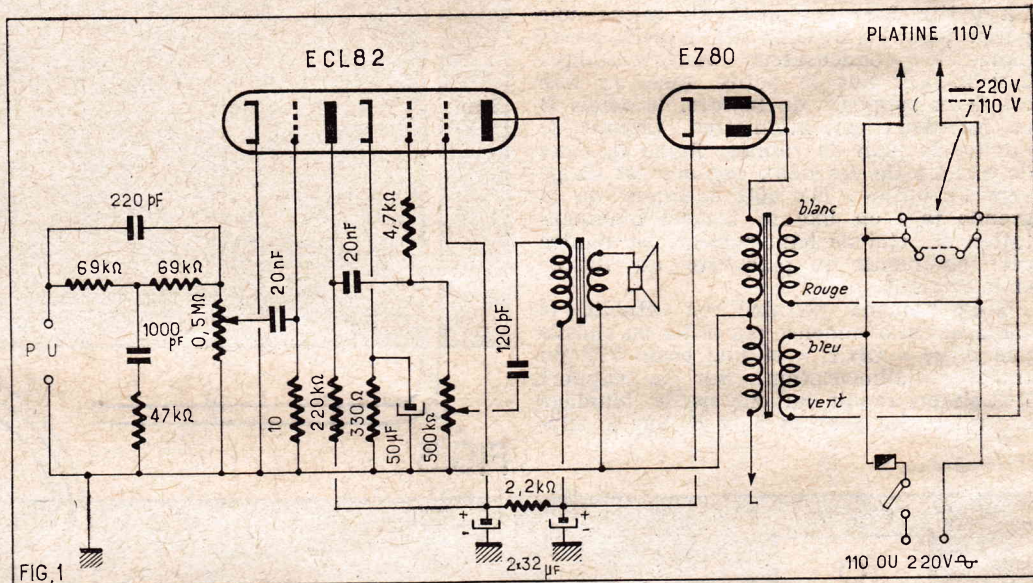 PLATINE 110V
ECL82
EZ80
220V
110 V
220 pF
blanc
69kΩ
69kΩ
20nF
20nF
4,7kΩ
Rouge
1000
pF
0,5MΩ
120pF
P U
bleu
vert
47kΩ
10
220kΩ
330Ω
50µF
500kΩ
2,2kΩ
L
+
-
+
-
2x32 µF
110 OU 220V
FIG,1